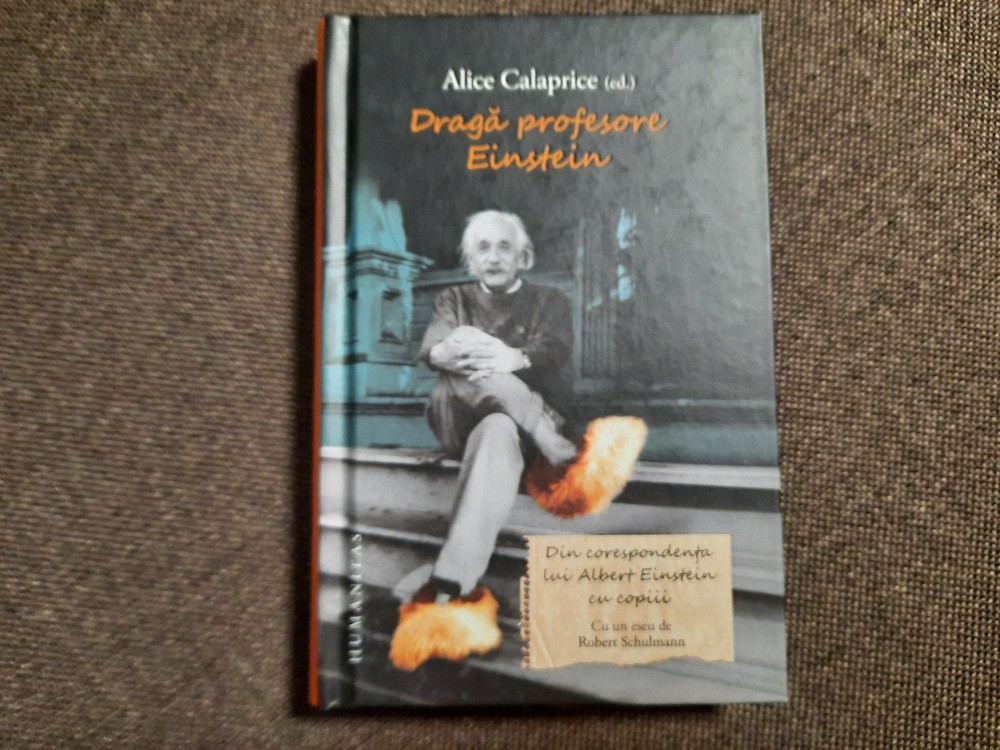 Alice Calaprice (ed.)
Dragă profesore
Einstein
HUMANITAS
Din corespondența
lui Albert Einstein
cu copiii
Cu un eseu de
Robert Schulmann